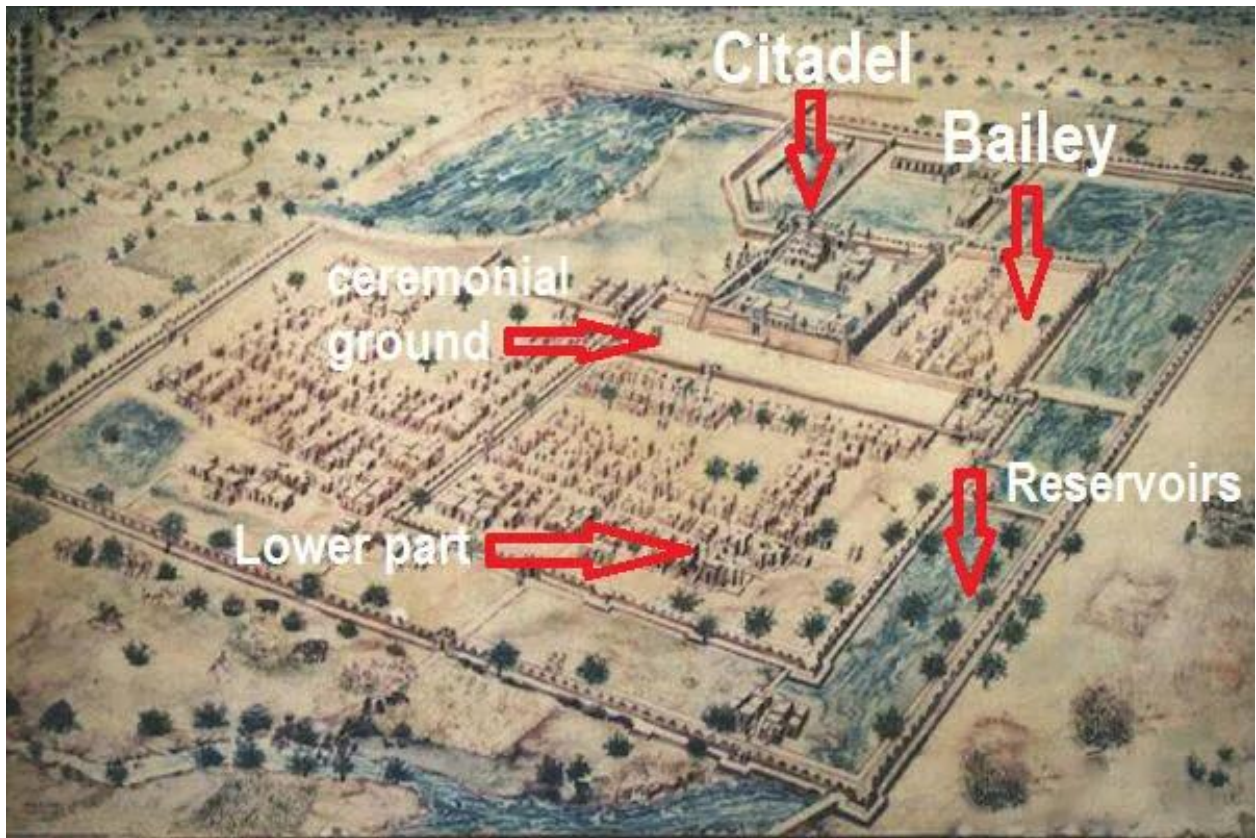 Citadel
Bailey
ceremonial
ground
Reservoirs
Lower part